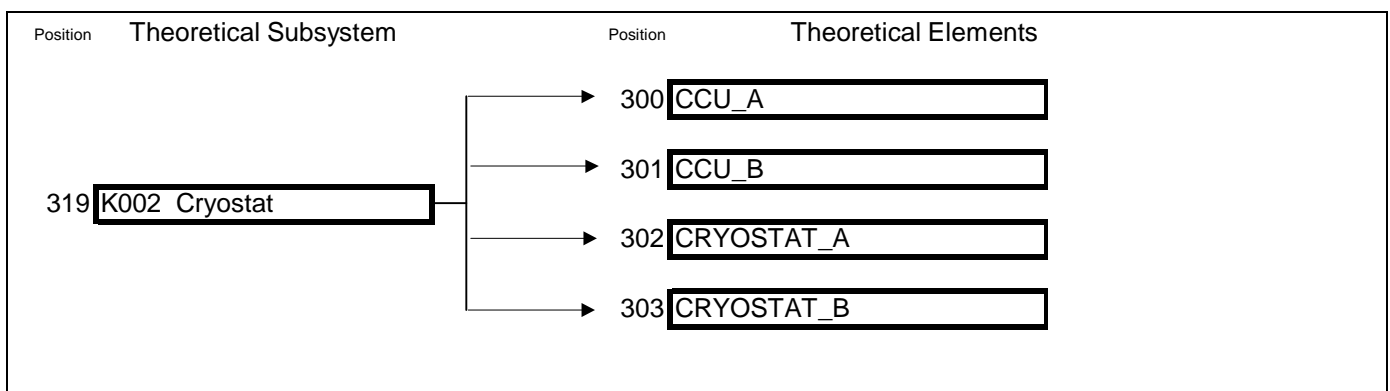 Position Theoretical Subsystem Position Theoretical Elements
300 CCU_A
301 CCU_B
319 K002 Cryostat
302 CRYOSTAT_A
303 CRYOSTAT_B